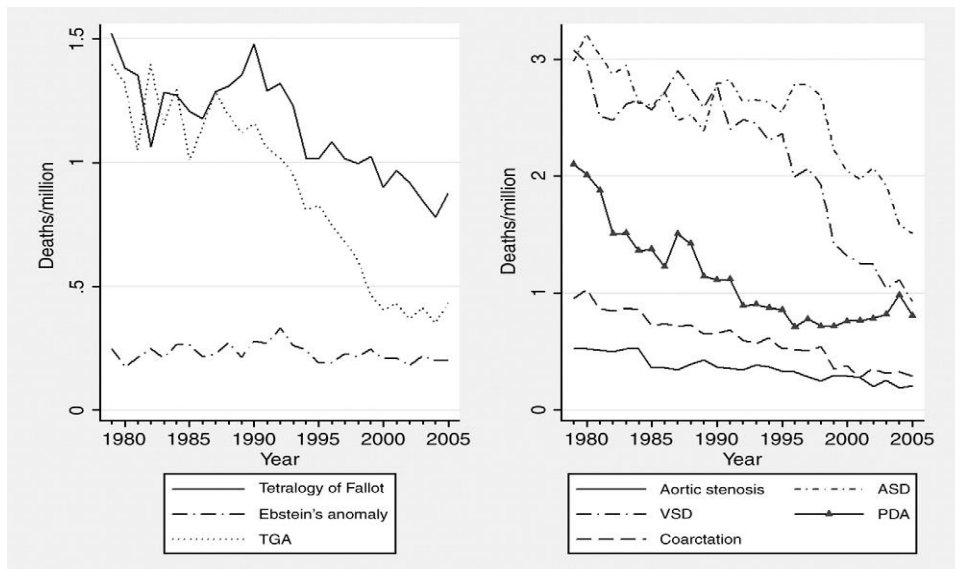 Deaths/million
1.5
1
.5
0
1980 1985 1990 1995 2000 2005
Year
Tetralogy of Fallot
Ebstein's anomaly
TGA
Deaths/million
3
2
1
0
1980 1985 1990 1995 2000 2005
Year
Aortic stenosis ASD
VSD PDA
Coarctation